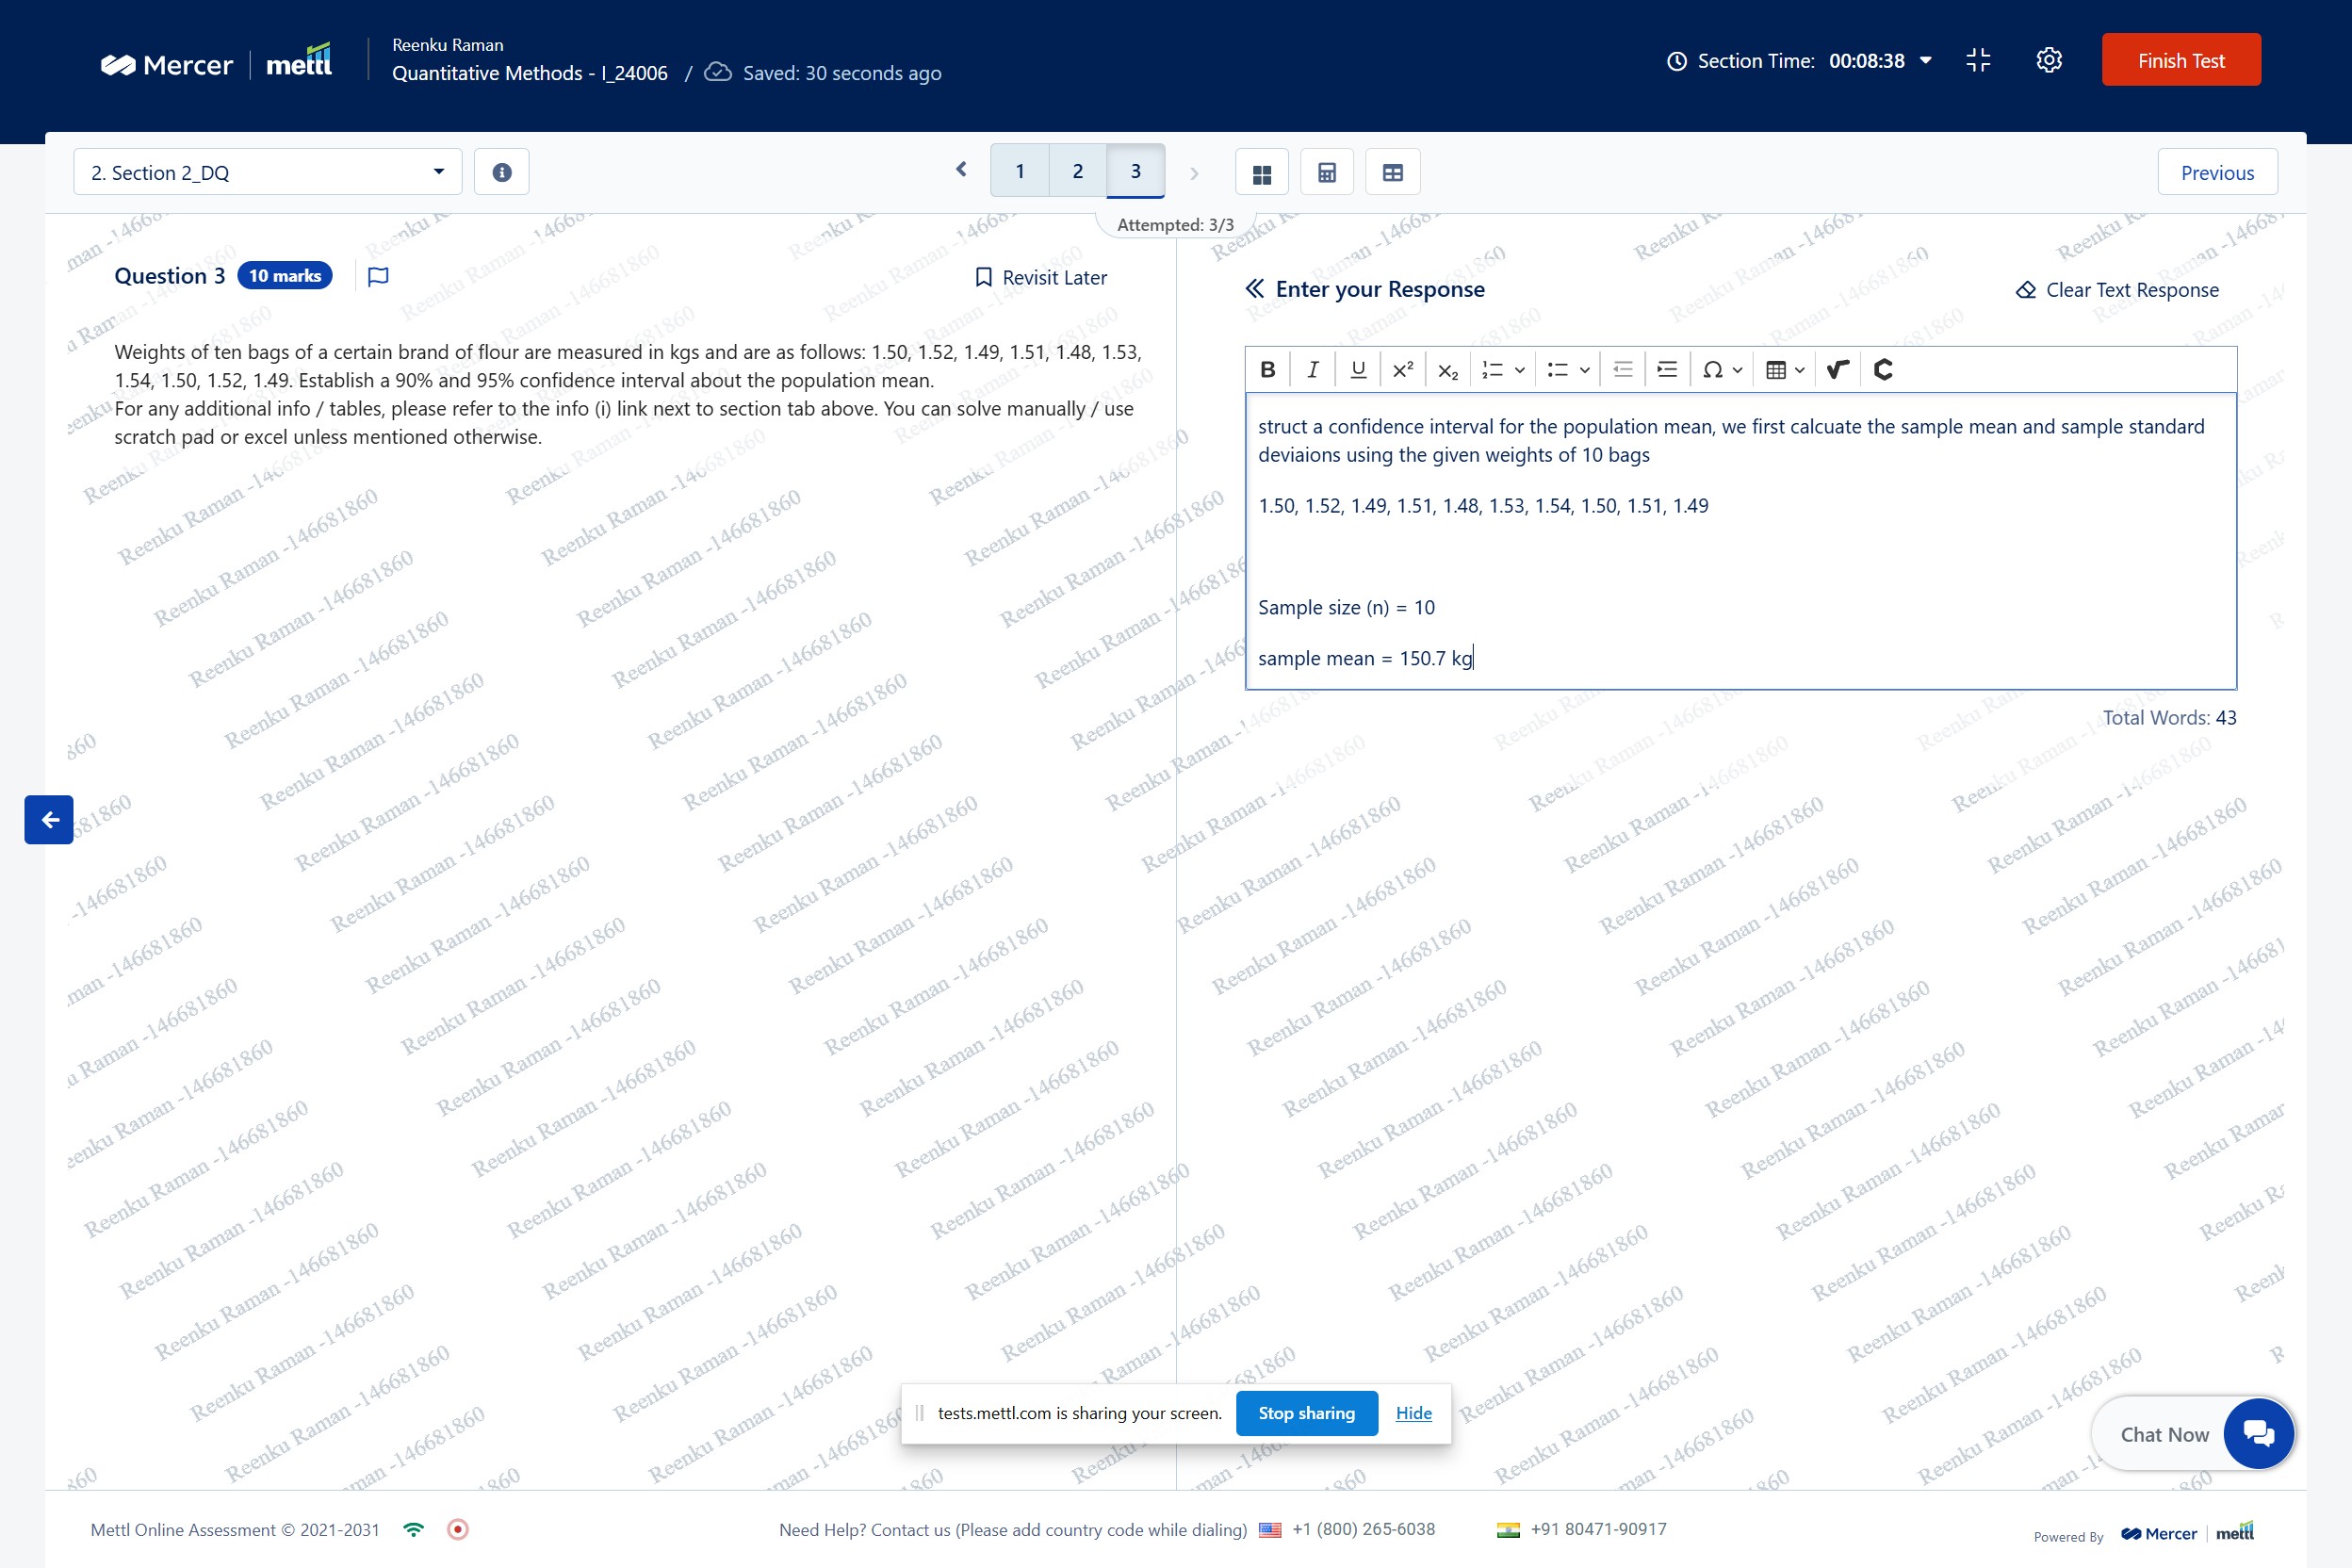 Mercer | mettl
Reenku Raman
Quantitative Methods - I_24006 / Saved: 30 seconds ago
Section Time: 00:08:38
Finish Test
2. Section 2_DQ
1 2 3
Previous
Attempted: 3/3
Question 3 10 marks
Revisit Later
Weights of ten bags of a certain brand of flour are measured in kgs and are as follows: 1.50, 1.52, 1.49, 1.51, 1.48, 1.53,
1.54, 1.50, 1.52, 1.49. Establish a 90% and 95% confidence interval about the population mean.
For any additional info / tables, please refer to the info (i) link next to section tab above. You can solve manually / use
scratch pad or excel unless mentioned otherwise.
Enter your Response
Clear Text Response
B I U x² x₂
struct a confidence interval for the population mean, we first calcuate the sample mean and sample standard
deviaions using the given weights of 10 bags
1.50, 1.52, 1.49, 1.51, 1.48, 1.53, 1.54, 1.50, 1.51, 1.49
Sample size (n) = 10
sample mean = 150.7 kg
Total Words: 43
Reenku Raman -146681860
tests.mettl.com is sharing your screen. Stop sharing Hide
Chat Now
Mettl Online Assessment © 2021-2031
Need Help? Contact us (Please add country code while dialing) +1 (800) 265-6038 +91 80471-90917
Powered By Mercer | mettl